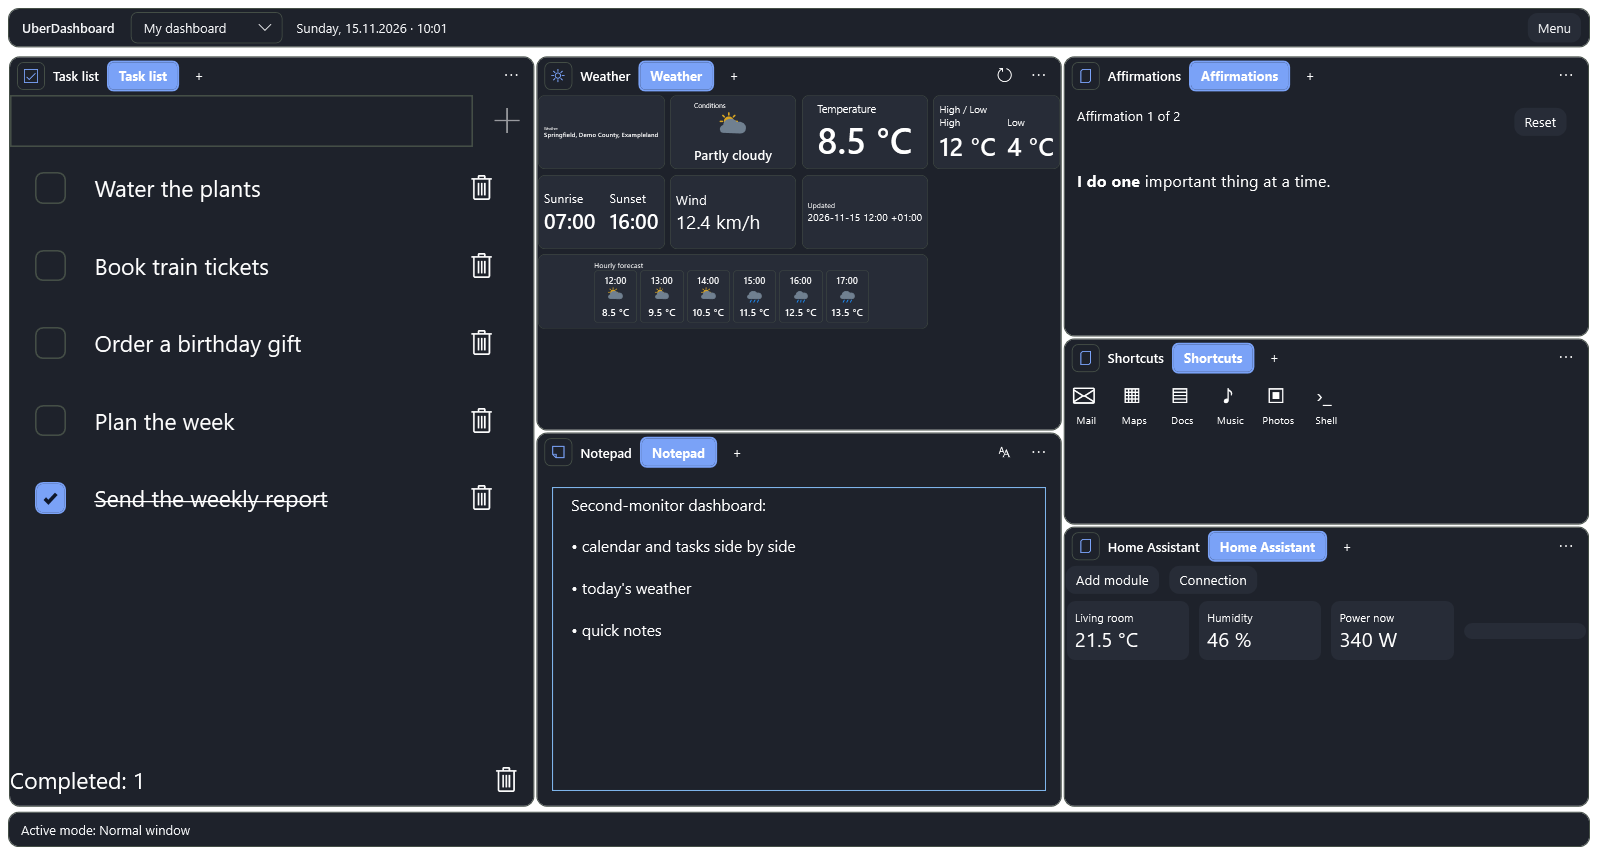 UberDashboard
My dashboard
Sunday, 15.11.2026 · 10:01
Menu
Task list
Task list
+
Water the plants
Book train tickets
Order a birthday gift
Plan the week
Send the weekly report
Completed: 1
Weather
Weather
+
Weather
Springfield, Demo County, Exampleland
Conditions
Partly cloudy
Temperature
8.5 °C
High / Low
High Low
12 °C 4 °C
Sunrise Sunset
07:00 16:00
Wind
12.4 km/h
Updated
2026-11-15 12:00 +01:00
Hourly forecast
12:00 13:00 14:00 15:00 16:00 17:00
8.5 °C 9.5 °C 10.5 °C 11.5 °C 12.5 °C 13.5 °C
Notepad
Notepad
+
Second-monitor dashboard:
• calendar and tasks side by side
• today's weather
• quick notes
Affirmations
Affirmations
+
Affirmation 1 of 2
Reset
I do one important thing at a time.
Shortcuts
Shortcuts
+
Mail Maps Docs Music Photos Shell
Home Assistant
Home Assistant
+
Add module
Connection
Living room
21.5 °C
Humidity
46 %
Power now
340 W
Active mode: Normal window